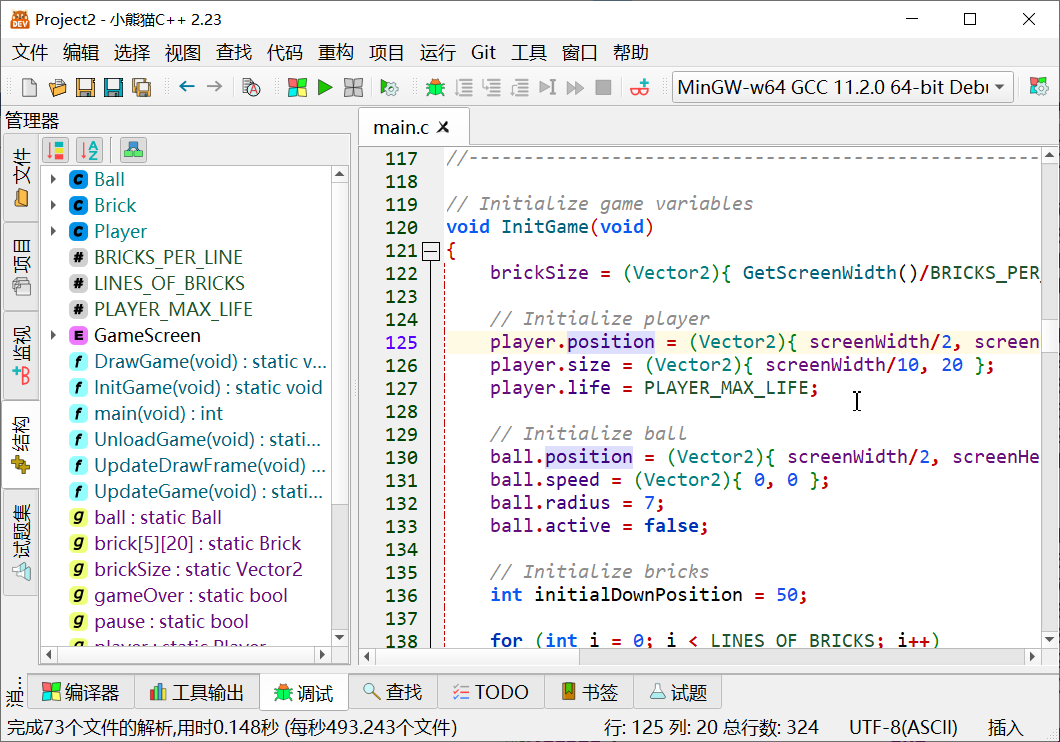 Project2 - 小熊猫C++ 2.23
文件 编辑 选择 视图 查找 代码 重构 项目 运行 Git 工具 窗口 帮助
MinGW-w64 GCC 11.2.0 64-bit Debu
管理器
文件
项目
监视
结构
试题集
Ball
Brick
Player
BRICKS_PER_LINE
LINES_OF_BRICKS
PLAYER_MAX_LIFE
GameScreen
DrawGame(void) : static v...
InitGame(void) : static void
main(void) : int
UnloadGame(void) : stati...
UpdateDrawFrame(void) ...
UpdateGame(void) : stati...
ball : static Ball
brick[5][20] : static Brick
brickSize : static Vector2
gameOver : static bool
pause : static bool
player : static Player
main.c
117 //----------------------------------------------------
118
119 // Initialize game variables
120 void InitGame(void)
121 {
122 brickSize = (Vector2){ GetScreenWidth()/BRICKS_PER_
123
124 // Initialize player
125 player.position = (Vector2){ screenWidth/2, screen
126 player.size = (Vector2){ screenWidth/10, 20 };
127 player.life = PLAYER_MAX_LIFE;
128
129 // Initialize ball
130 ball.position = (Vector2){ screenWidth/2, screenHe
131 ball.speed = (Vector2){ 0, 0 };
132 ball.radius = 7;
133 ball.active = false;
134
135 // Initialize bricks
136 int initialDownPosition = 50;
137
138 for (int i = 0; i < LINES_OF_BRICKS; i++)
编译器 工具输出 调试 查找 TODO 书签 试题
完成73个文件的解析,用时0.148秒 (每秒493.243个文件) 行: 125 列: 20 总行数: 324 UTF-8(ASCII) 插入